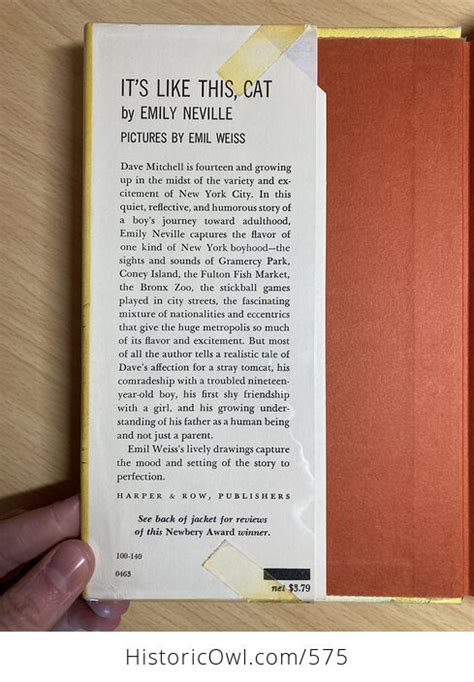 IT'S LIKE THIS, CAT
by EMILY NEVILLE
PICTURES BY EMIL WEISS
Dave Mitchell is fourteen and growing
up in the midst of the variety and ex-
citement of New York City. In this
quiet, reflective, and humorous story of
a boy's journey toward adulthood,
Emily Neville captures the flavor of
one kind of New York boyhood—the
sights and sounds of Gramercy Park,
Coney Island, the Fulton Fish Market,
the Bronx Zoo, the stickball games
played in city streets, the fascinating
mixture of nationalities and eccentrics
that give the huge metropolis so much
of its flavor and excitement. But most
of all the author tells a realistic tale of
Dave's affection for a stray tomcat, his
comradeship with a troubled nineteen-
year-old boy, his first shy friendship
with a girl, and his growing under-
standing of his father as a human being
and not just a parent.
Emil Weiss's lively drawings capture
the mood and setting of the story to
perfection.
HARPER & ROW, PUBLISHERS
See back of jacket for reviews
of this Newbery Award winner.
100-140
0463
net $3.79
HistoricOwl.com/575